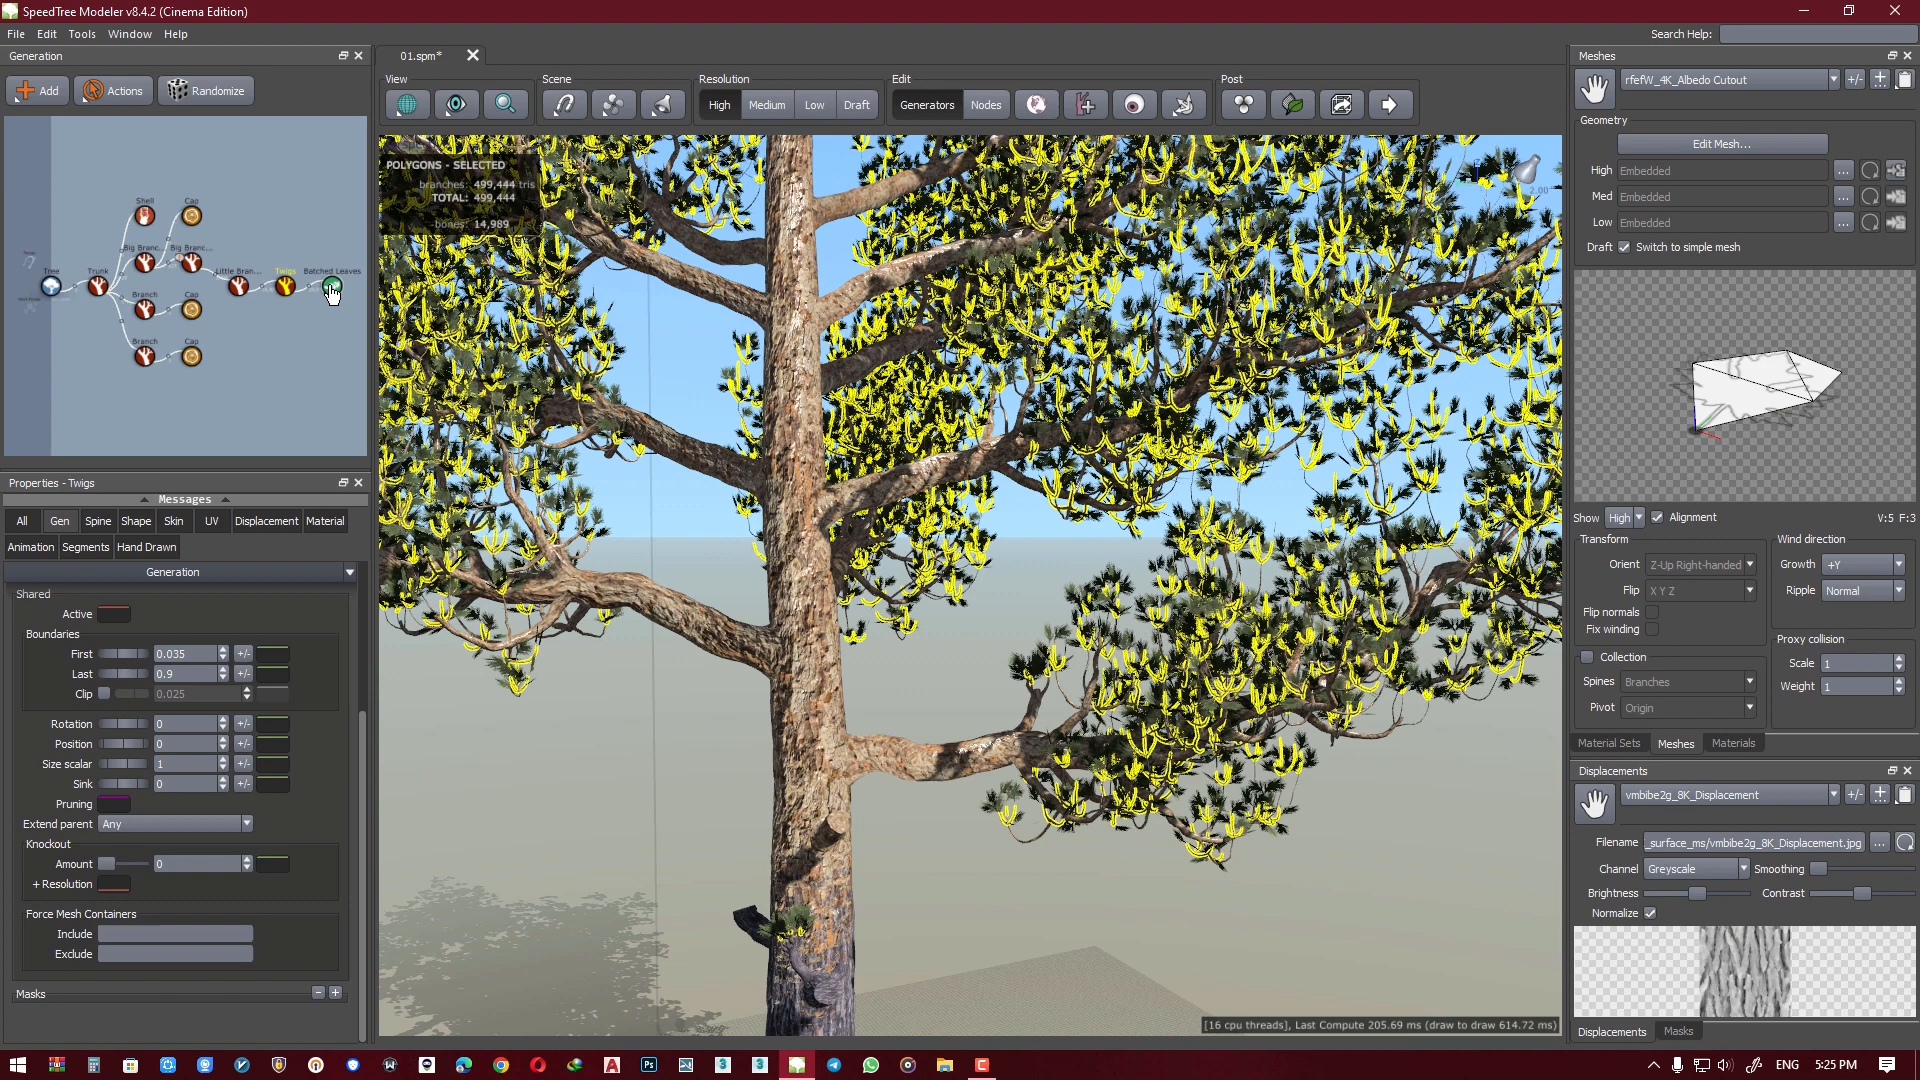 SpeedTree Modeler v8.4.2 (Cinema Edition)
File Edit Tools Window Help
Search Help:
Generation
Add Actions Randomize
Shell Cap
Big Branc... Big Branc...
Tree Trunk Little Bran... Twigs Batched Leaves
Branch Cap
Branch Cap
Properties - Twigs
Messages
All Gen Spine Shape Skin UV Displacement Material
Animation Segments Hand Drawn
Generation
Shared
Active
Boundaries
First 0.035 +/-
Last 0.9 +/-
Clip 0.025
Rotation 0 +/-
Position 0 +/-
Size scalar 1 +/-
Sink 0 +/-
Pruning
Extend parent Any
Knockout
Amount 0
+ Resolution
Force Mesh Containers
Include
Exclude
Masks - +
01.spm*
View Scene Resolution Edit Post
High Medium Low Draft Generators Nodes
POLYGONS - SELECTED
branches: 499,444 tris
TOTAL: 499,444
bones: 14,989
2.00
[16 cpu threads], Last Compute 205.69 ms (draw to draw 614.72 ms)
Meshes
rfefW_4K_Albedo Cutout +/-
Geometry
Edit Mesh...
High Embedded ...
Med Embedded ...
Low Embedded ...
Draft Switch to simple mesh
Show High Alignment V:5 F:3
Transform
Orient Z-Up Right-handed
Flip X Y Z
Flip normals
Fix winding
Collection
Spines Branches
Pivot Origin
Wind direction
Growth +Y
Ripple Normal
Proxy collision
Scale 1
Weight 1
Material Sets Meshes Materials
Displacements
vmbibe2g_8K_Displacement +/-
Filename _surface_ms/vmbibe2g_8K_Displacement.jpg ...
Channel Greyscale Smoothing
Brightness Contrast
Normalize
Displacements Masks
ENG 5:25 PM